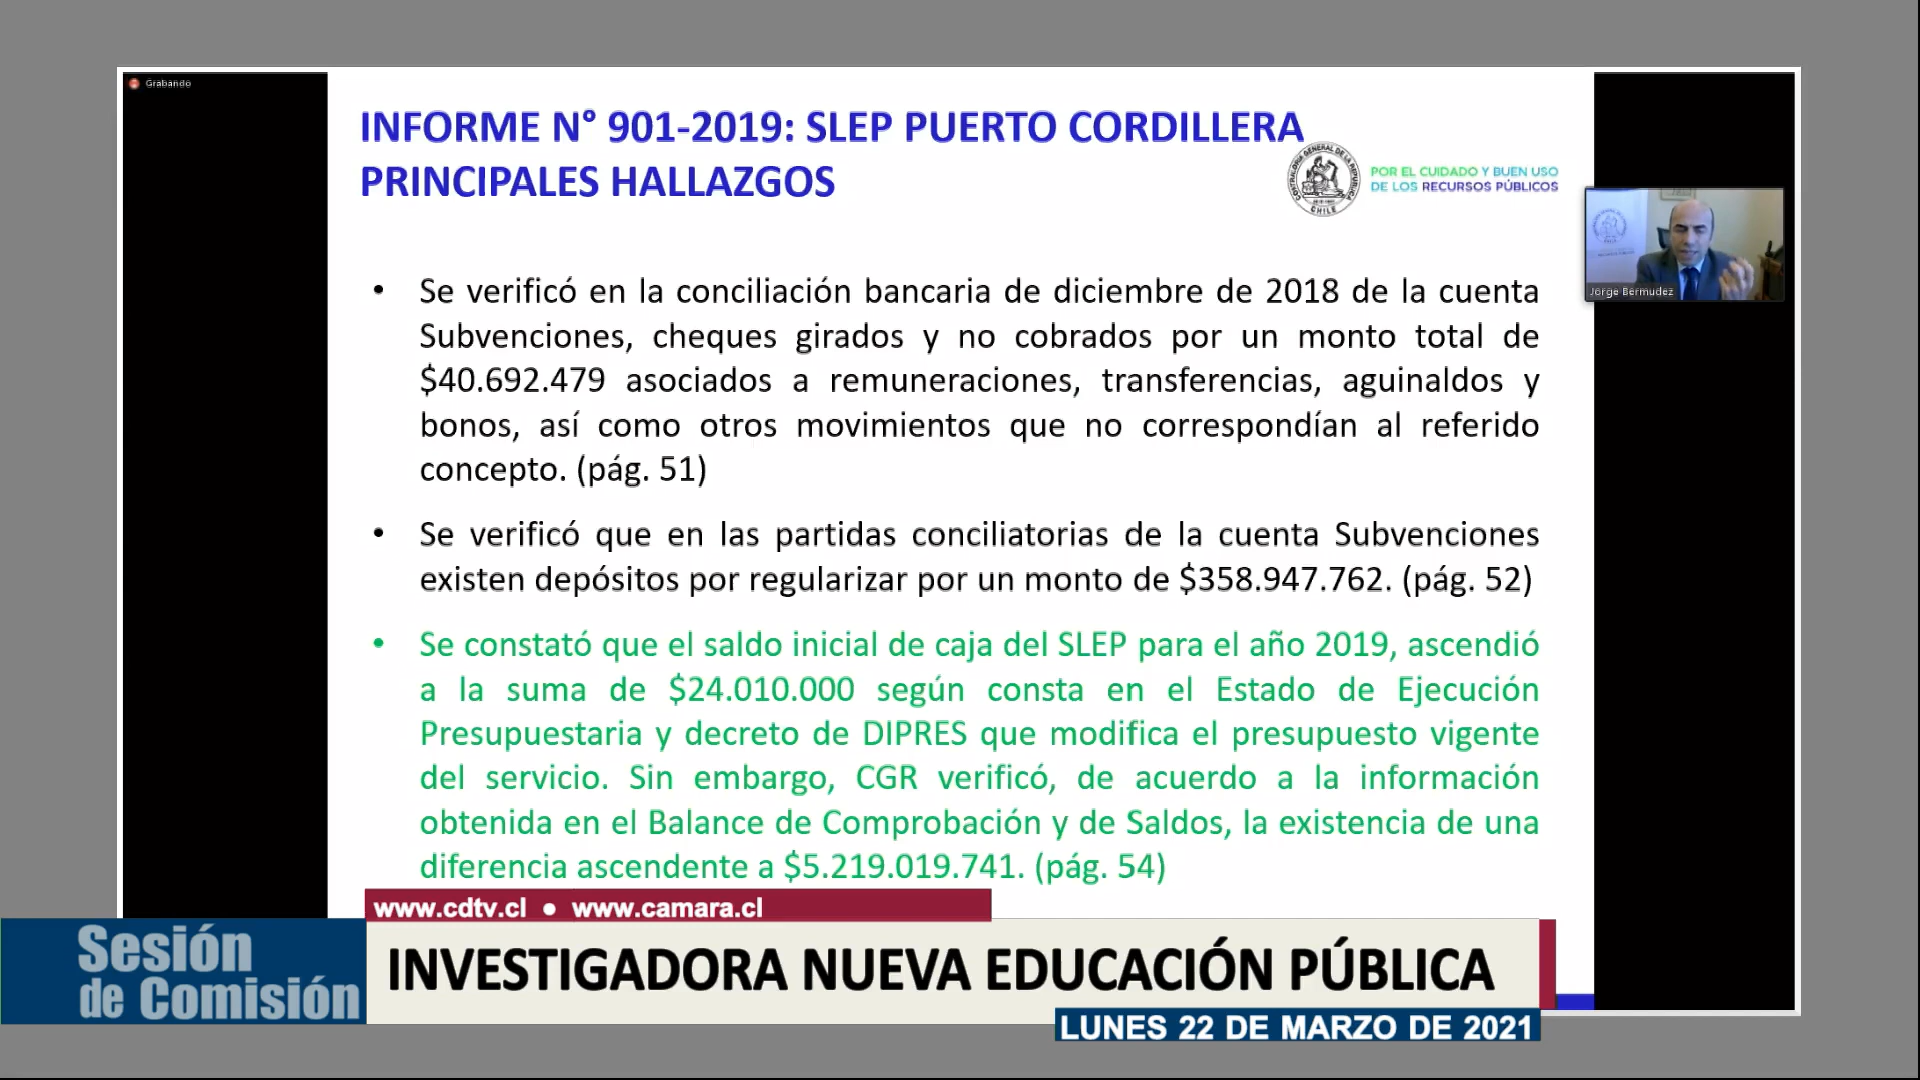 Grabando
INFORME N° 901-2019: SLEP PUERTO CORDILLERA
PRINCIPALES HALLAZGOS
CONTRALORÍA GENERAL DE LA REPÚBLICA
CHILE
POR EL CUIDADO Y BUEN USO
DE LOS RECURSOS PÚBLICOS
Jorge Bermudez
• Se verificó en la conciliación bancaria de diciembre de 2018 de la cuenta
Subvenciones, cheques girados y no cobrados por un monto total de
$40.692.479 asociados a remuneraciones, transferencias, aguinaldos y
bonos, así como otros movimientos que no correspondían al referido
concepto. (pág. 51)
• Se verificó que en las partidas conciliatorias de la cuenta Subvenciones
existen depósitos por regularizar por un monto de $358.947.762. (pág. 52)
• Se constató que el saldo inicial de caja del SLEP para el año 2019, ascendió
a la suma de $24.010.000 según consta en el Estado de Ejecución
Presupuestaria y decreto de DIPRES que modifica el presupuesto vigente
del servicio. Sin embargo, CGR verificó, de acuerdo a la información
obtenida en el Balance de Comprobación y de Saldos, la existencia de una
diferencia ascendente a $5.219.019.741. (pág. 54)
www.cdtv.cl ● www.camara.cl
Sesión
de Comisión
INVESTIGADORA NUEVA EDUCACIÓN PÚBLICA
LUNES 22 DE MARZO DE 2021